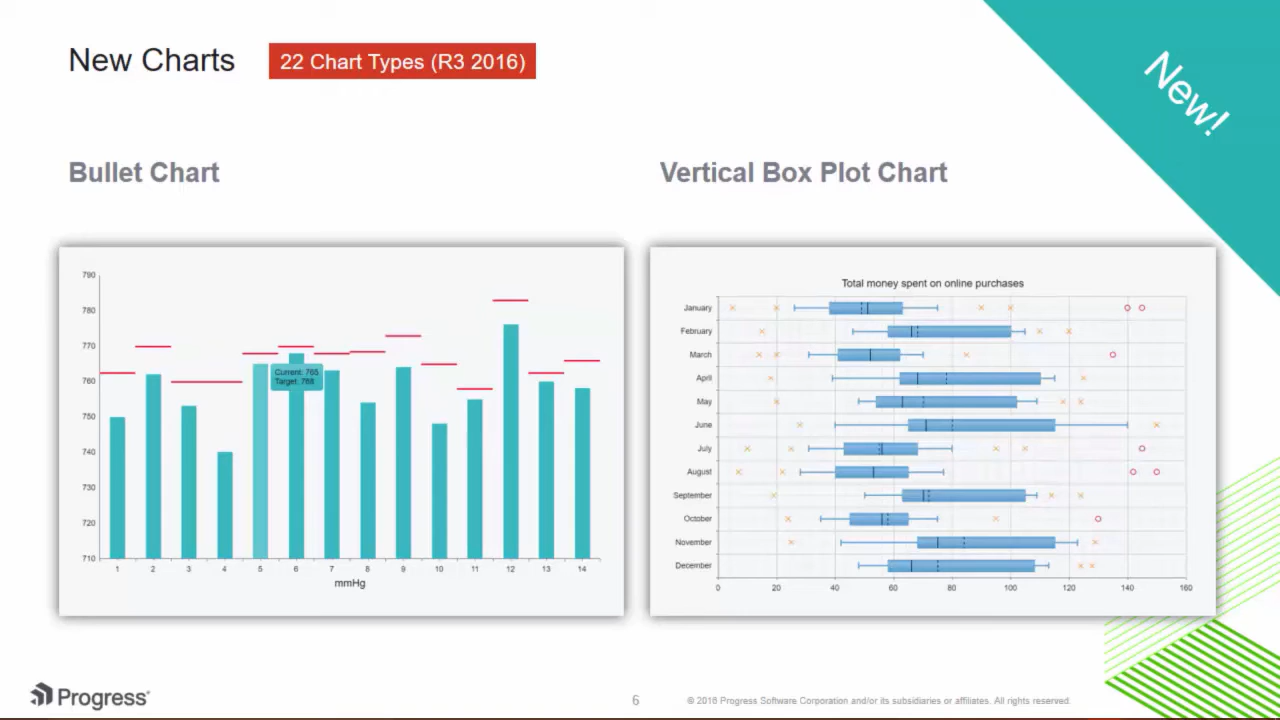 New Charts
22 Chart Types (R3 2016)
New!
Bullet Chart
Vertical Box Plot Chart
790
780
770
760
750
740
730
720
710
Current: 765
Target: 768
1 2 3 4 5 6 7 8 9 10 11 12 13 14
mmHg
Total money spent on online purchases
January
February
March
April
May
June
July
August
September
October
November
December
0 20 40 60 80 100 120 140 160
Progress
6
© 2016 Progress Software Corporation and/or its subsidiaries or affiliates. All rights reserved.